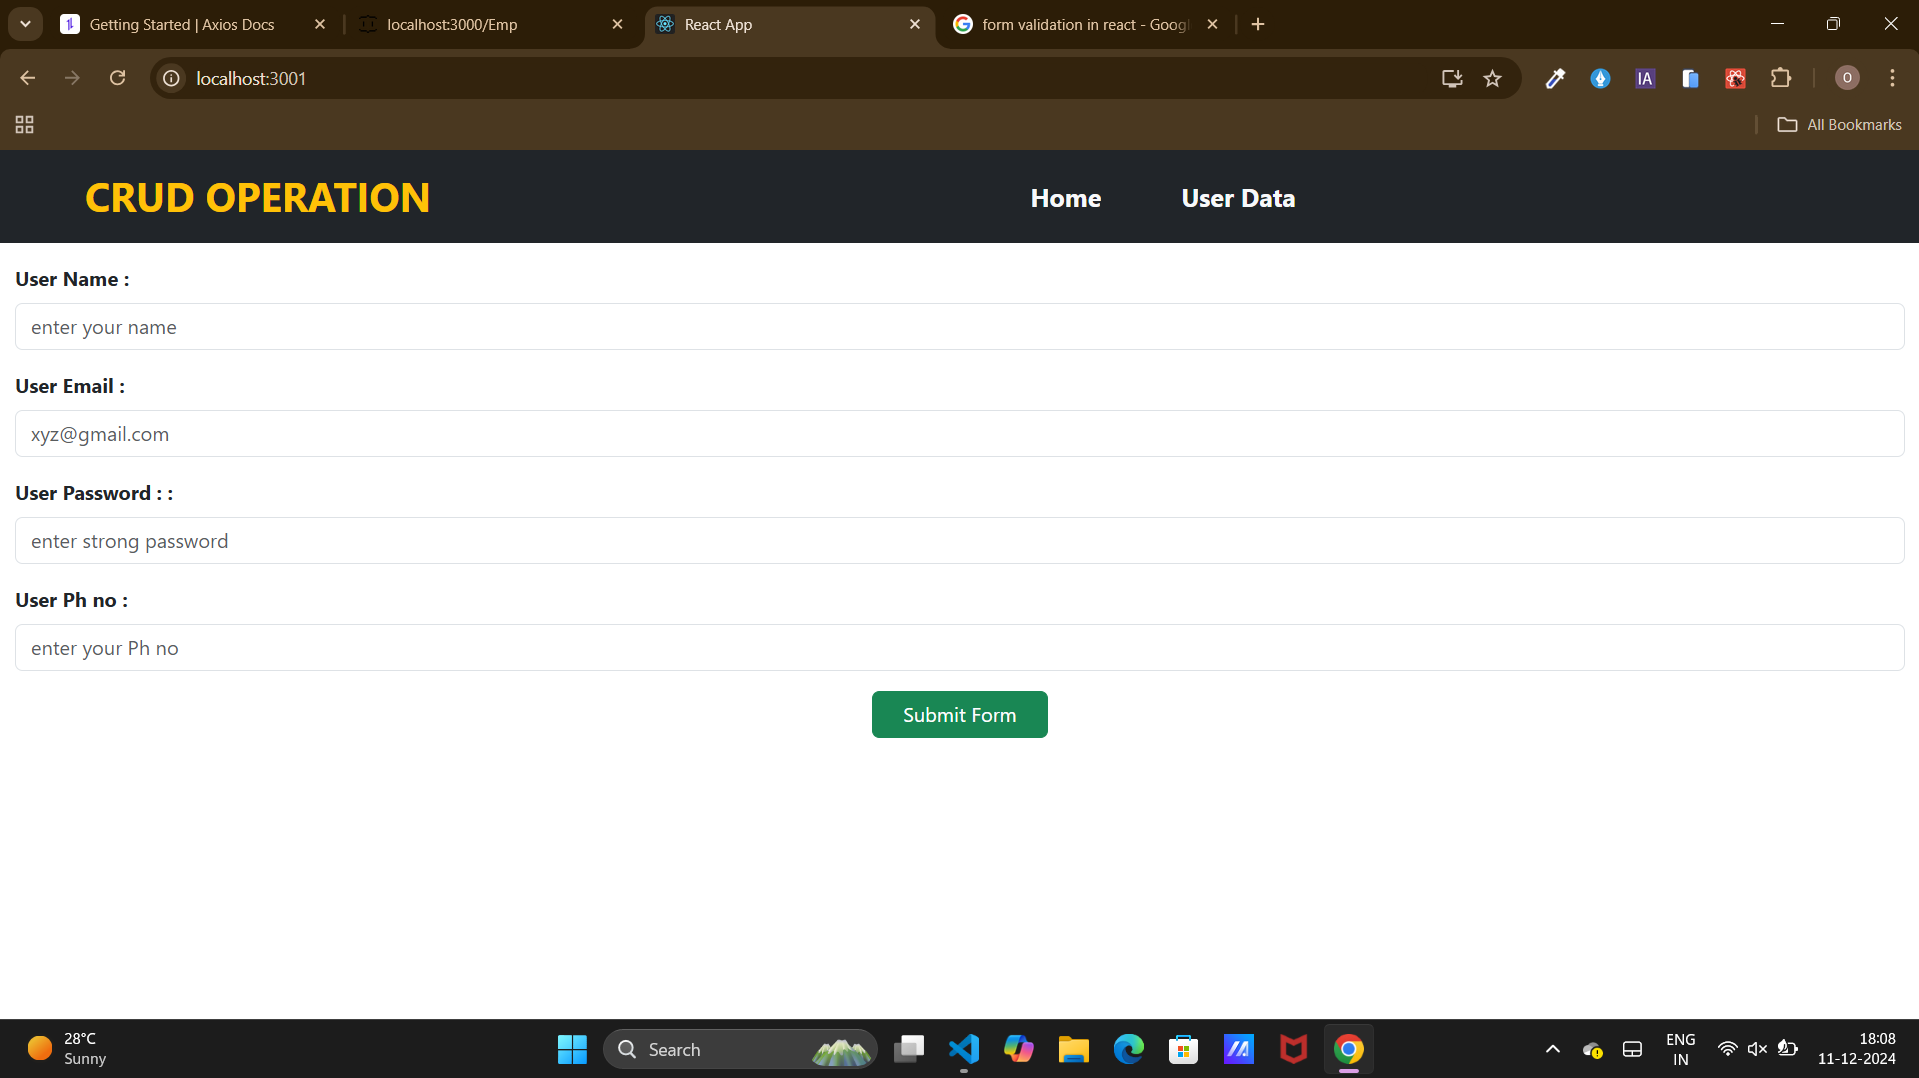 Getting Started | Axios Docs
localhost:3000/Emp
React App
form validation in react - Goog
localhost:3001
IA
O
All Bookmarks
CRUD OPERATION
Home
User Data
User Name :
enter your name
User Email :
xyz@gmail.com
User Password : :
enter strong password
User Ph no :
enter your Ph no
Submit Form
28°C
Sunny
Search
ENG
IN
18:08
11-12-2024